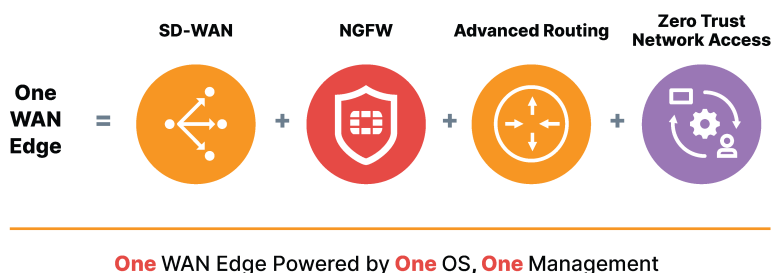 SD-WAN
NGFW
Advanced Routing
Zero Trust
Network Access
One
WAN
Edge
=
+
+
+
One WAN Edge Powered by One OS, One Management